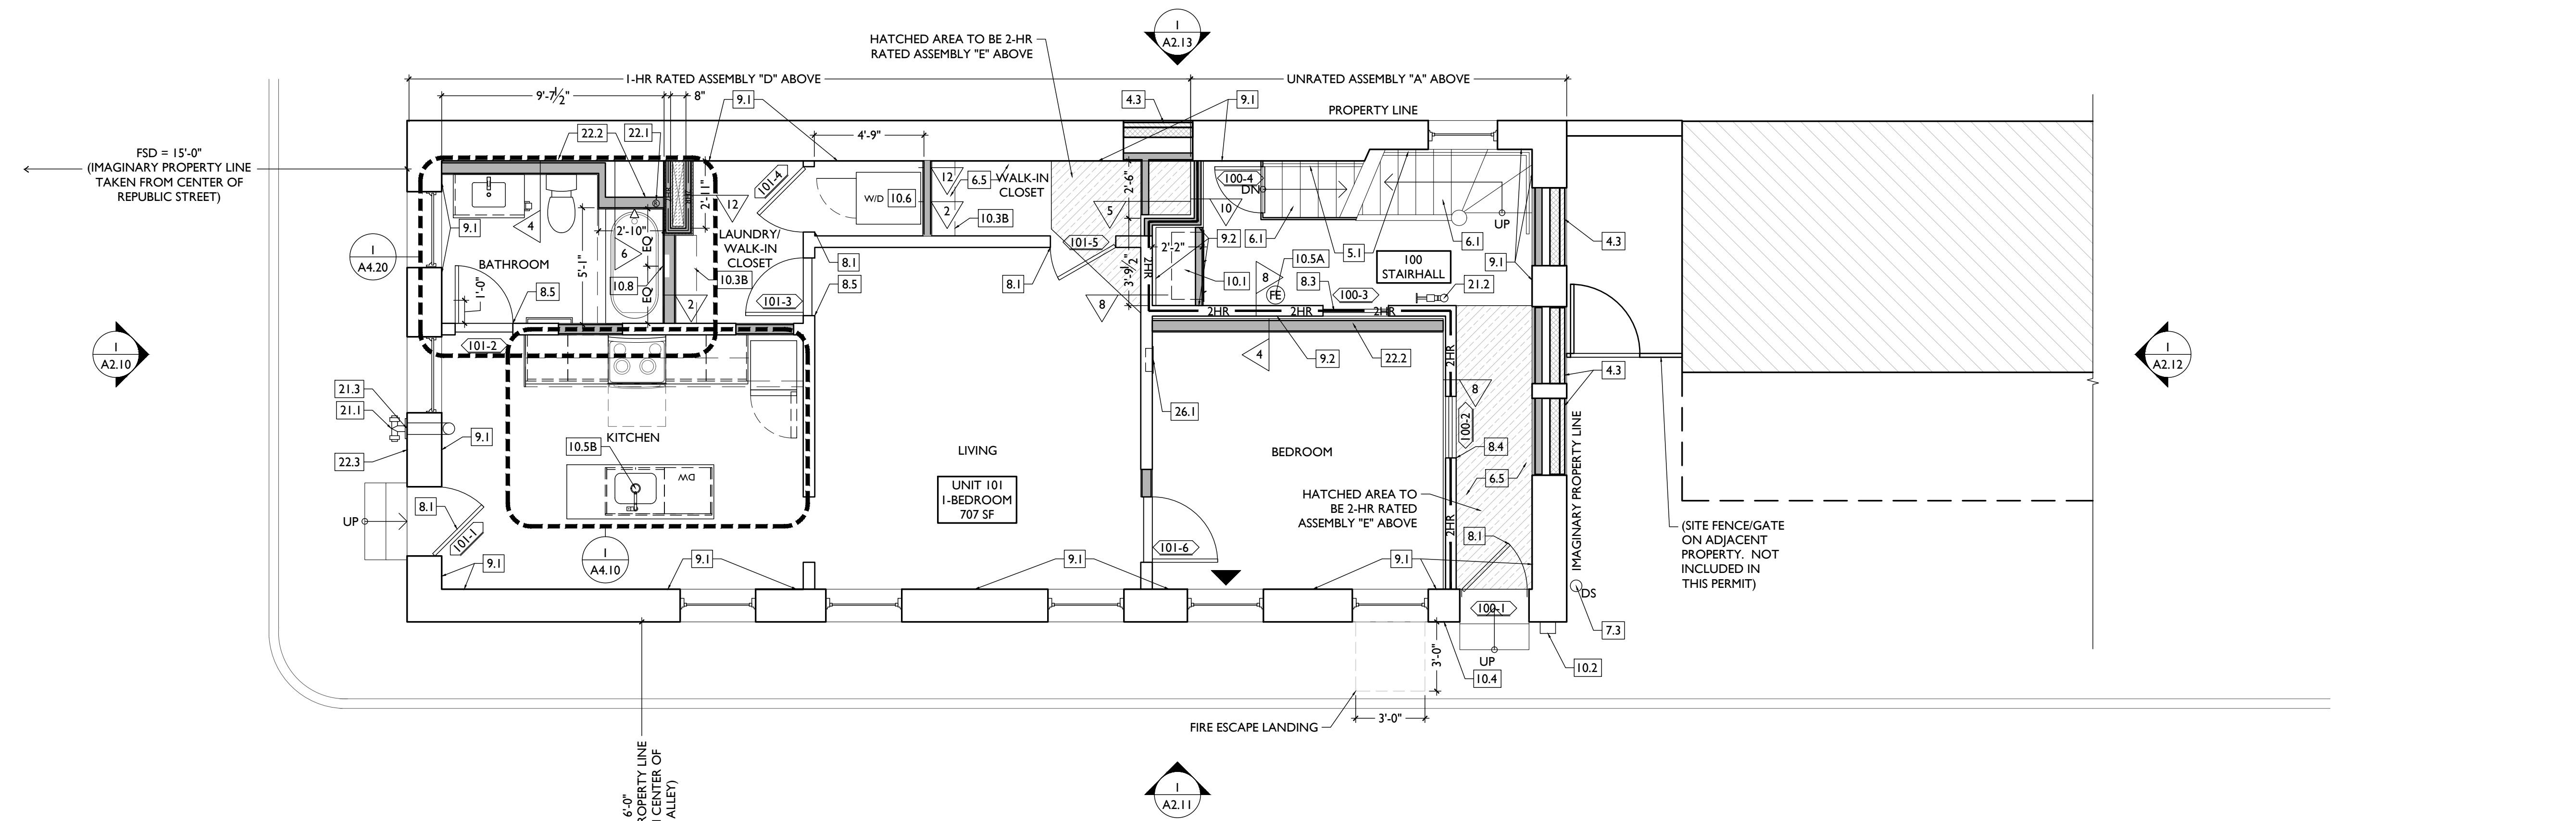 1
A2.13
HATCHED AREA TO BE 2-HR
RATED ASSEMBLY "E" ABOVE
1-HR RATED ASSEMBLY "D" ABOVE
UNRATED ASSEMBLY "A" ABOVE
9'-7 1/2"
8"
9.1
4.3
9.1
PROPERTY LINE
22.2
22.1
4'-9"
FSD = 15'-0"
(IMAGINARY PROPERTY LINE
TAKEN FROM CENTER OF
REPUBLIC STREET)
101-4
2'-11"
12
W/D
10.6
12
6.5
WALK-IN
CLOSET
2'-6"
100-4
DN
2
10.3B
5
10
4
9.1
2'-10"
EQ
6
5'-1"
LAUNDRY/
WALK-IN
CLOSET
101-5
2'-2"
9.2
6.1
5.1
6.1
UP
4.3
1
A4.20
BATHROOM
8.1
3'-9 1/2"
2HR
10.5A
100
STAIRHALL
9.1
1'-0"
8.5
10.8
EQ
10.3B
2
101-3
8.5
8.1
8
10.1
8
FE
8.3
100-3
21.2
2HR
2HR
2HR
1
A2.10
101-2
4
9.2
22.2
2HR
1
A2.12
4.3
21.3
21.1
26.1
8
100-2
9.1
10.5B
KITCHEN
LIVING
BEDROOM
8.4
22.3
DW
UNIT 101
1-BEDROOM
707 SF
6.5
IMAGINARY PROPERTY LINE
HATCHED AREA TO
BE 2-HR RATED
ASSEMBLY "E" ABOVE
2HR
UP
8.1
101-1
8.1
(SITE FENCE/GATE
ON ADJACENT
PROPERTY. NOT
INCLUDED IN
THIS PERMIT)
101-6
9.1
1
A4.10
9.1
9.1
9.1
DS
100-1
7.3
UP
3'-0"
10.4
10.2
FIRE ESCAPE LANDING
3'-0"
6'-0"
ROPERTY LINE
CENTER OF
ALLEY)
1
A2.11